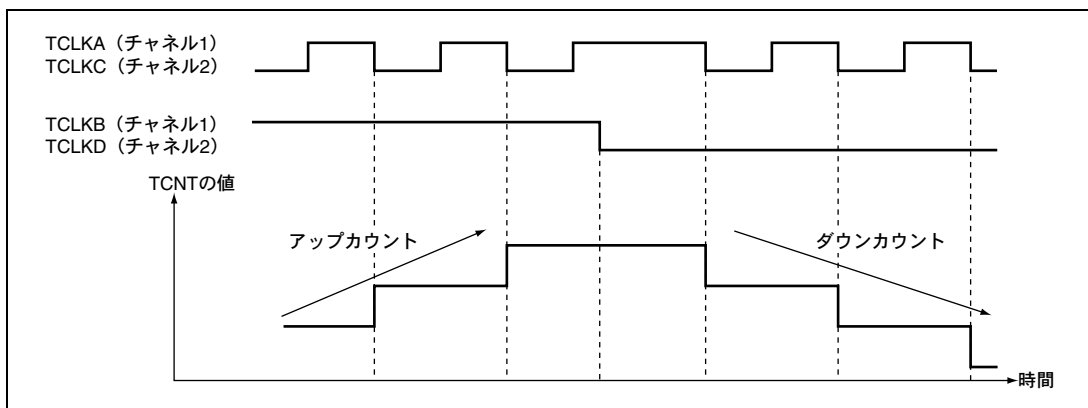 TCLKA（チャネル1）
TCLKC（チャネル2）
TCLKB（チャネル1）
TCLKD（チャネル2）
TCNTの値
アップカウント
ダウンカウント
時間